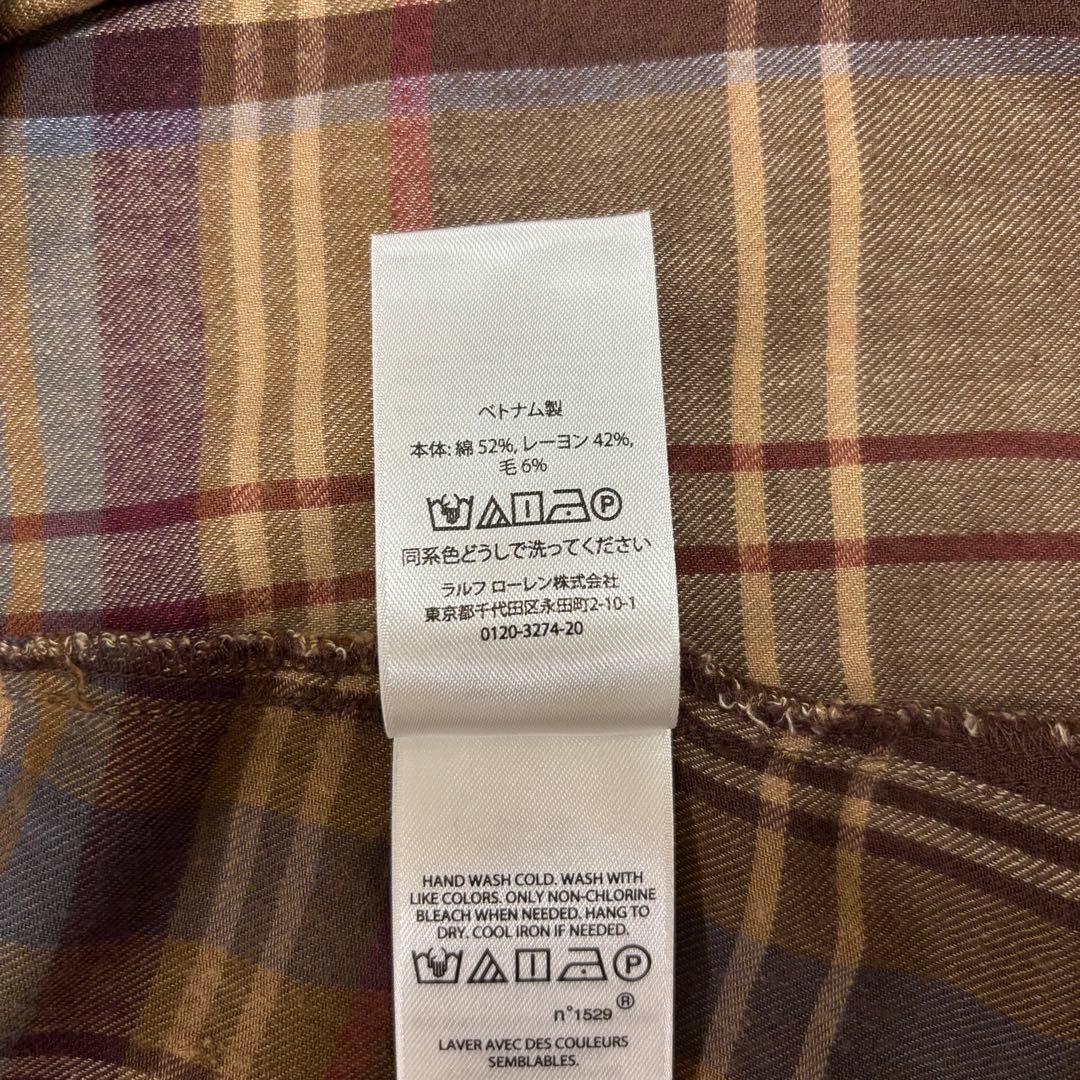 ベトナム製
本体: 綿 52%, レーヨン 42%,
毛 6%
P
同系色どうしで洗ってください
ラルフ ローレン株式会社
東京都千代田区永田町2-10-1
0120-3274-20
HAND WASH COLD. WASH WITH
LIKE COLORS. ONLY NON-CHLORINE
BLEACH WHEN NEEDED. HANG TO
DRY. COOL IRON IF NEEDED.
P
®
n°1529
LAVER AVEC DES COULEURS
SEMBLABLES.